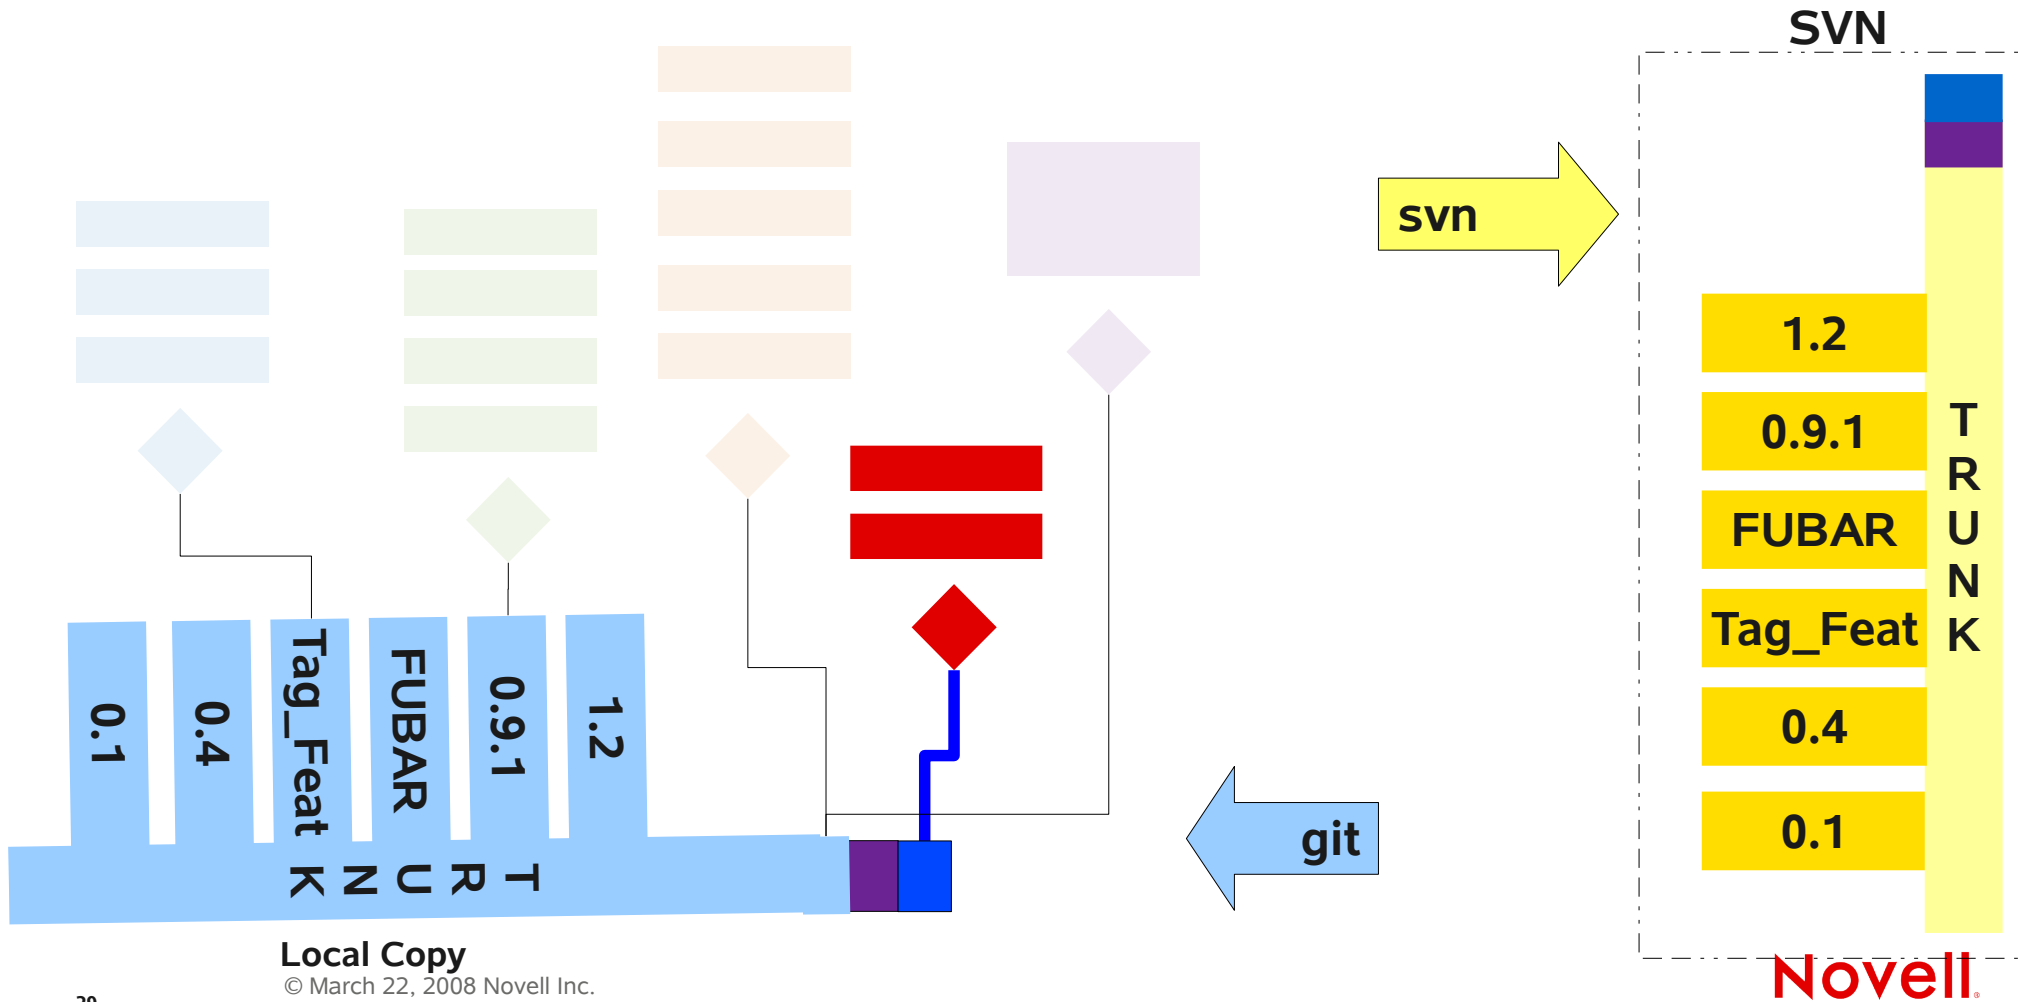 SVN
svn
1.2
0.9.1
FUBAR
Tag_Feat
0.4
0.1
TRUNK
0.1
0.4
Tag_Feat
FUBAR
0.9.1
1.2
TRUNK
git
Local Copy
© March 22, 2008 Novell Inc.
Novell